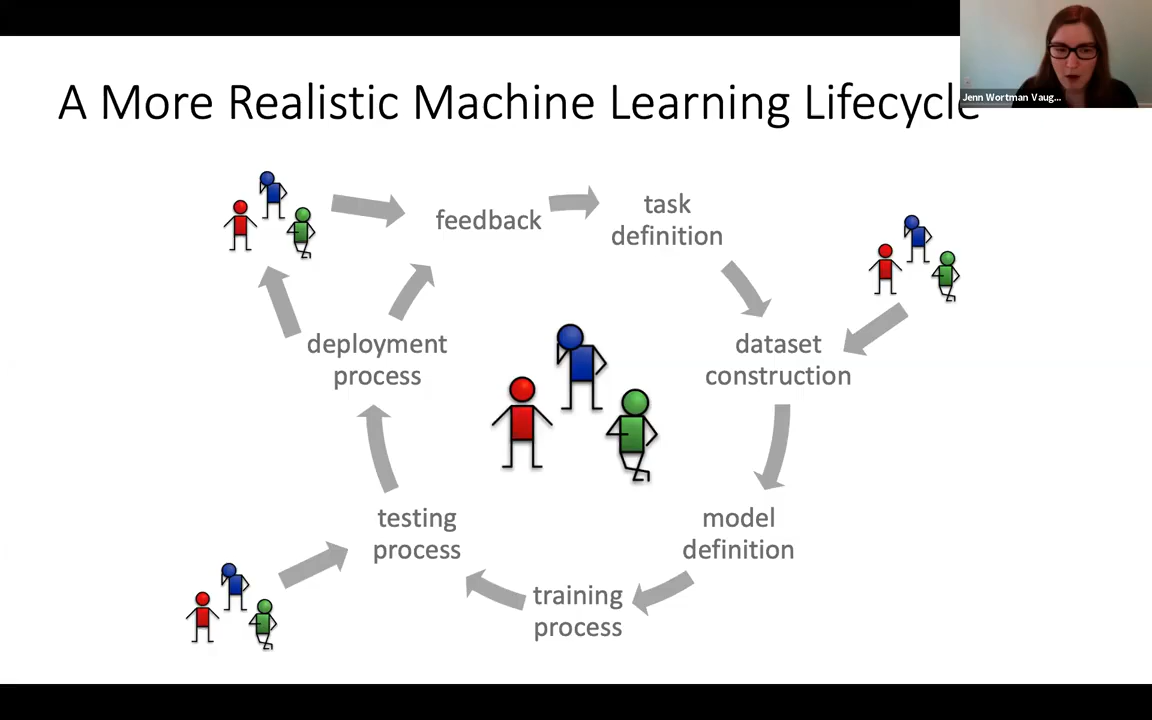 A More Realistic Machine Learning Lifecycle
Jenn Wortman Vaug...
feedback
task
definition
dataset
construction
model
definition
training
process
testing
process
deployment
process